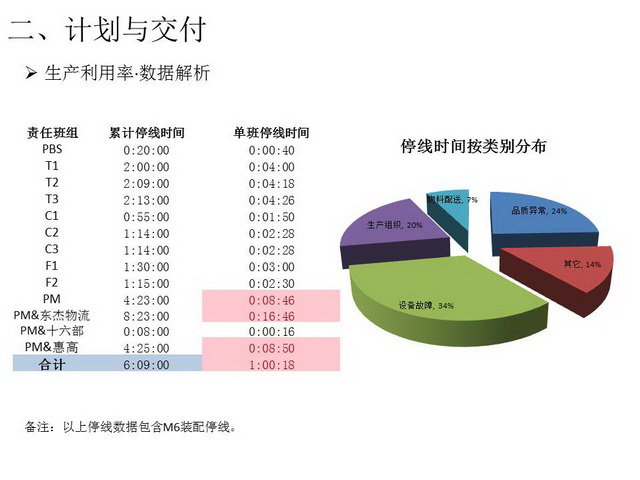 二、计划与交付
➢ 生产利用率·数据解析
责任班组 累计停线时间 单班停线时间
PBS 0:20:00 0:00:40
T1 2:00:00 0:04:00
T2 2:09:00 0:04:18
T3 2:13:00 0:04:26
C1 0:55:00 0:01:50
C2 1:14:00 0:02:28
C3 1:14:00 0:02:28
F1 1:30:00 0:03:00
F2 1:15:00 0:02:30
PM 4:23:00 0:08:46
PM&东杰物流 8:23:00 0:16:46
PM&十六部 0:08:00 0:00:16
PM&惠高 4:25:00 0:08:50
合计 6:09:00 1:00:18
停线时间按类别分布
物料配送, 7%
品质异常, 24%
生产组织, 20%
其它, 14%
设备故障, 34%
备注：以上停线数据包含M6装配停线。